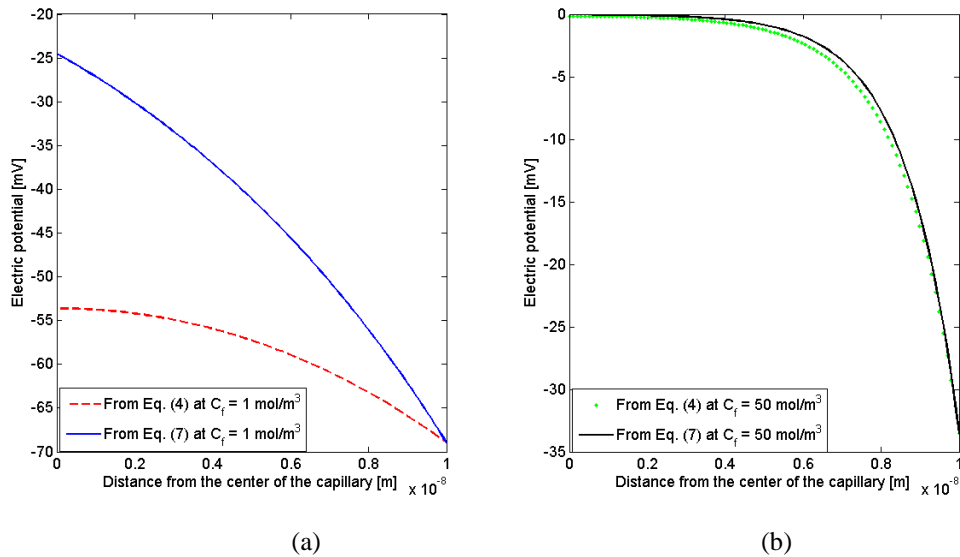 -20
-25
-30
-35
-40
-45
-50
-55
-60
-65
-70
Electric potential [mV]
From Eq. (4) at C_f = 1 mol/m³
From Eq. (7) at C_f = 1 mol/m³
0 0.2 0.4 0.6 0.8 1
Distance from the center of the capillary [m] x 10⁻⁸
(a)
0
-5
-10
-15
-20
-25
-30
-35
Electric potential [mV]
From Eq. (4) at C_f = 50 mol/m³
From Eq. (7) at C_f = 50 mol/m³
0 0.2 0.4 0.6 0.8 1
Distance from the center of the capillary [m] x 10⁻⁸
(b)